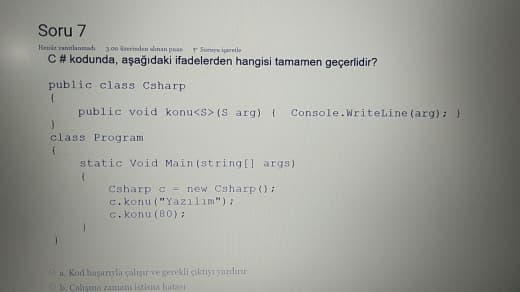 Soru 7
Henüz yanıtlanmadı 3,00 üzerinden alınan puan Soruyu işaretle
C # kodunda, aşağıdaki ifadelerden hangisi tamamen geçerlidir?
public class Csharp
{
public void konu<S>(S arg) { Console.WriteLine(arg); }
}
class Program
{
static Void Main(string[] args)
{
Csharp c = new Csharp();
c.konu("Yazılım");
c.konu(80);
}
}
a. Kod başarıyla çalışır ve gerekli çıktıyı yazdırır
b. Çalışma zamanı istisna hatası